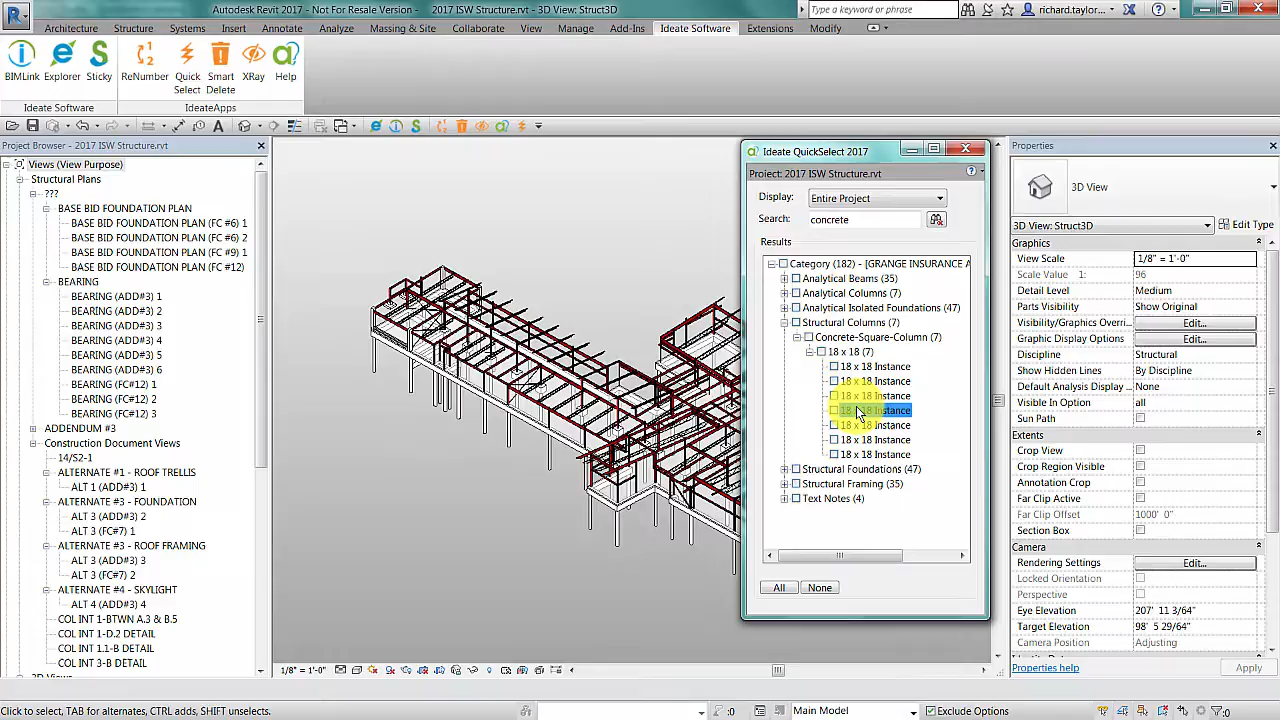 Autodesk Revit 2017 - Not For Resale Version - 2017 ISW Structure.rvt - 3D View: Struct3D
Type a keyword or phrase
richard.taylor...
Architecture Structure Systems Insert Annotate Analyze Massing & Site Collaborate View Manage Add-Ins Ideate Software Extensions Modify
BIMLink Explorer Sticky ReNumber Quick Select Smart Delete XRay Help
Ideate Software IdeateApps
Project Browser - 2017 ISW Structure.rvt
Views (View Purpose)
Structural Plans
???
BASE BID FOUNDATION PLAN
BASE BID FOUNDATION PLAN (FC #6) 1
BASE BID FOUNDATION PLAN (FC #6) 2
BASE BID FOUNDATION PLAN (FC #9) 1
BASE BID FOUNDATION PLAN (FC #12)
BEARING
BEARING (ADD#3) 1
BEARING (ADD#3) 2
BEARING (ADD#3) 3
BEARING (ADD#3) 4
BEARING (ADD#3) 5
BEARING (ADD#3) 6
BEARING (FC#12) 1
BEARING (FC#12) 2
BEARING (FC#12) 3
ADDENDUM #3
Construction Document Views
14/S2-1
ALTERNATE #1 - ROOF TRELLIS
ALT 1 (ADD#3) 1
ALTERNATE #3 - FOUNDATION
ALT 3 (ADD#3) 2
ALT 3 (FC#7) 1
ALTERNATE #3 - ROOF FRAMING
ALT 3 (ADD#3) 3
ALT 3 (FC#7) 2
ALTERNATE #4 - SKYLIGHT
ALT 4 (ADD#3) 4
COL INT 1-BTWN A.3 & B.5
COL INT 1-D.2 DETAIL
COL INT 1.1-B DETAIL
COL INT 3-B DETAIL
Ideate QuickSelect 2017
Project: 2017 ISW Structure.rvt
Display: Entire Project
Search: concrete
Results
Category (182) - [GRANGE INSURANCE A
Analytical Beams (35)
Analytical Columns (7)
Analytical Isolated Foundations (47)
Structural Columns (7)
Concrete-Square-Column (7)
18 x 18 (7)
18 x 18 Instance
18 x 18 Instance
18 x 18 Instance
18 x 18 Instance
18 x 18 Instance
18 x 18 Instance
18 x 18 Instance
Structural Foundations (47)
Structural Framing (35)
Text Notes (4)
All None
Properties
3D View
3D View: Struct3D Edit Type
Graphics
View Scale 1/8" = 1'-0"
Scale Value 1: 96
Detail Level Medium
Parts Visibility Show Original
Visibility/Graphics Overri... Edit...
Graphic Display Options Edit...
Discipline Structural
Show Hidden Lines By Discipline
Default Analysis Display ... None
Visible In Option all
Sun Path
Extents
Crop View
Crop Region Visible
Annotation Crop
Far Clip Active
Far Clip Offset 1000' 0"
Section Box
Camera
Rendering Settings Edit...
Locked Orientation
Perspective
Eye Elevation 207' 11 3/64"
Target Elevation 98' 5 29/64"
Camera Position Adjusting
Properties help Apply
1/8" = 1'-0"
Click to select, TAB for alternates, CTRL adds, SHIFT unselects.
:0 Main Model Exclude Options :0